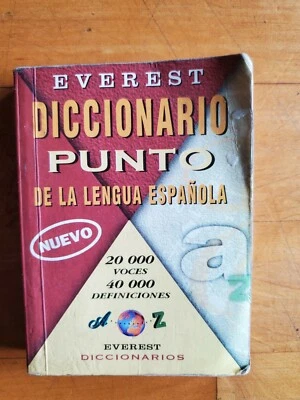 EVEREST
DICCIONARIO
PUNTO
DE LA LENGUA ESPAÑOLA
NUEVO
a
z
20 000
VOCES
40 000
DEFINICIONES
A Z
EVEREST
DICCIONARIOS